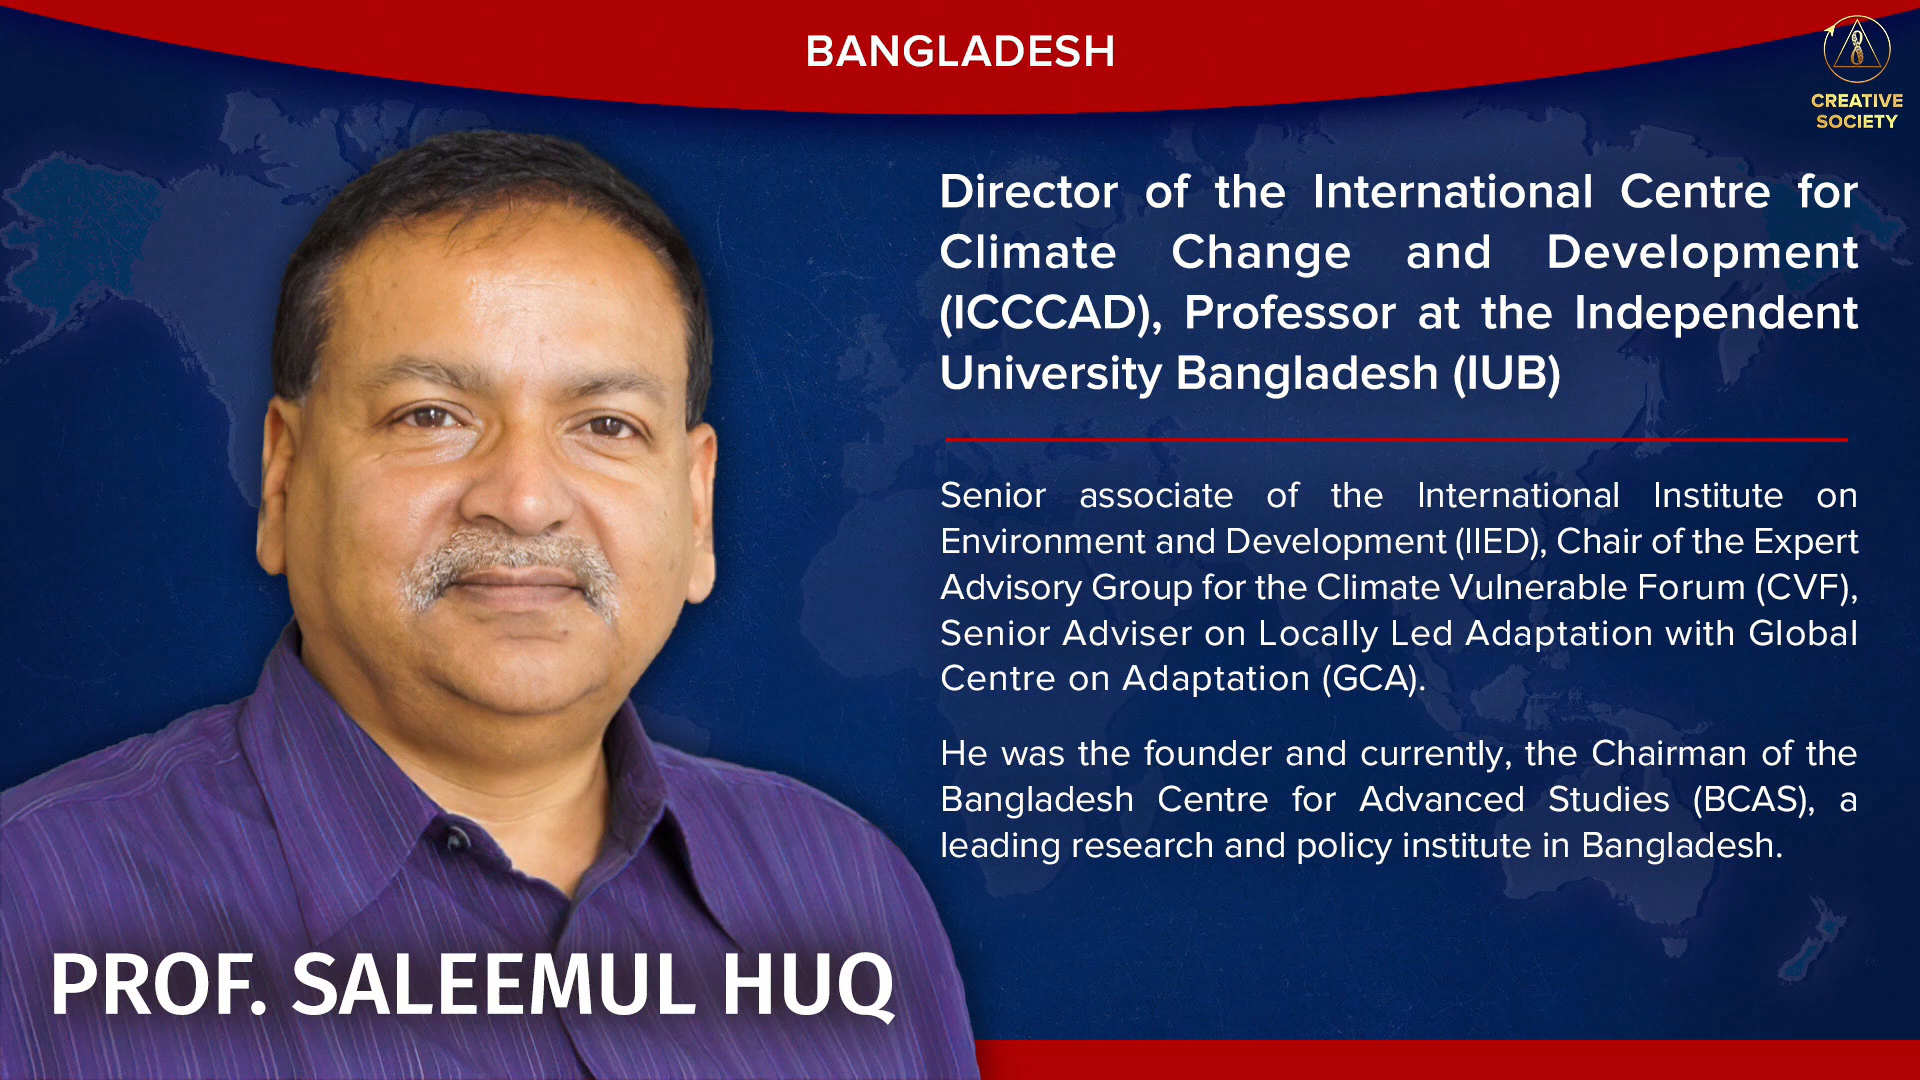 BANGLADESH
CREATIVE
SOCIETY
Director of the International Centre for
Climate Change and Development
(ICCCAD), Professor at the Independent
University Bangladesh (IUB)
Senior associate of the International Institute on
Environment and Development (IIED), Chair of the Expert
Advisory Group for the Climate Vulnerable Forum (CVF),
Senior Adviser on Locally Led Adaptation with Global
Centre on Adaptation (GCA).
He was the founder and currently, the Chairman of the
Bangladesh Centre for Advanced Studies (BCAS), a
leading research and policy institute in Bangladesh.
PROF. SALEEMUL HUQ